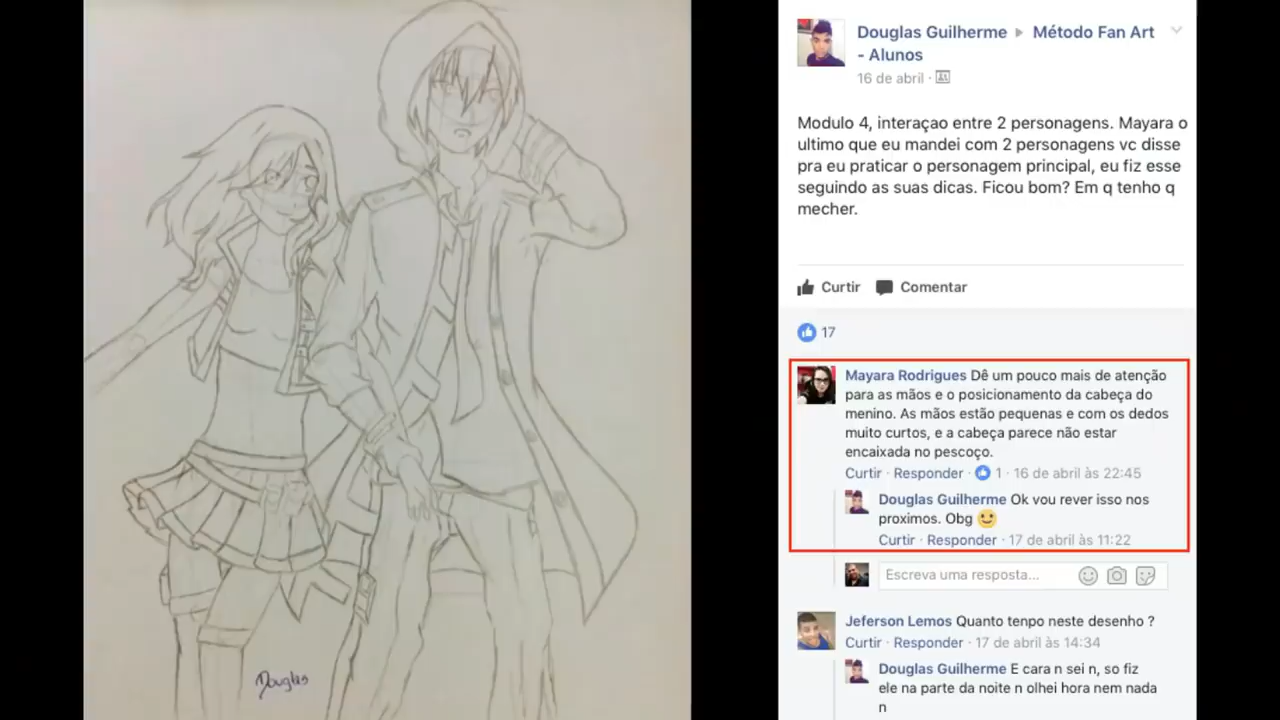 Douglas
Douglas Guilherme ▶ Método Fan Art
- Alunos
16 de abril ·
Modulo 4, interaçao entre 2 personagens. Mayara o
ultimo que eu mandei com 2 personagens vc disse
pra eu praticar o personagem principal, eu fiz esse
seguindo as suas dicas. Ficou bom? Em q tenho q
mecher.
Curtir Comentar
17
Mayara Rodrigues Dê um pouco mais de atenção
para as mãos e o posicionamento da cabeça do
menino. As mãos estão pequenas e com os dedos
muito curtos, e a cabeça parece não estar
encaixada no pescoço.
Curtir · Responder · 1 · 16 de abril às 22:45
Douglas Guilherme Ok vou rever isso nos
proximos. Obg
Curtir · Responder · 17 de abril às 11:22
Escreva uma resposta...
Jeferson Lemos Quanto tenpo neste desenho ?
Curtir · Responder · 17 de abril às 14:34
Douglas Guilherme E cara n sei n, so fiz
ele na parte da noite n olhei hora nem nada
n